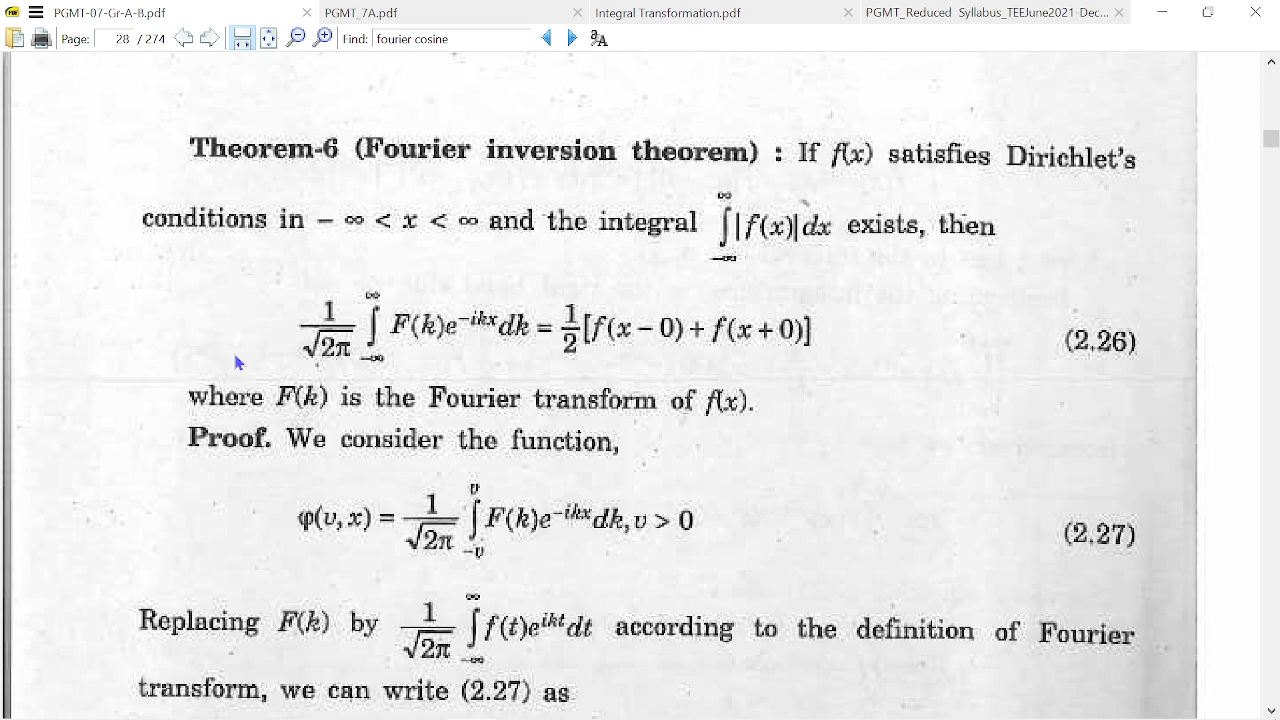 PGMT-07-Gr-A-B.pdf PGMT_7A.pdf Integral Transformation.pdf PGMT_Reduced Syllabus_TEEJune2021-Dec...
Page: 28 / 274 Find: fourier cosine
Theorem-6 (Fourier inversion theorem) : If f(x) satisfies Dirichlet's
conditions in − ∞ < x < ∞ and the integral ∫_{−∞}^{∞} |f(x)| dx exists, then
1/√2π ∫_{−∞}^{∞} F(k)e^{−ikx} dk = 1/2 [f(x − 0) + f(x + 0)] (2.26)
where F(k) is the Fourier transform of f(x).
Proof. We consider the function,
φ(υ, x) = 1/√2π ∫_{−υ}^{υ} F(k)e^{−ikx} dk, υ > 0 (2.27)
Replacing F(k) by 1/√2π ∫_{−∞}^{∞} f(t)e^{ikt} dt according to the definition of Fourier
transform, we can write (2.27) as